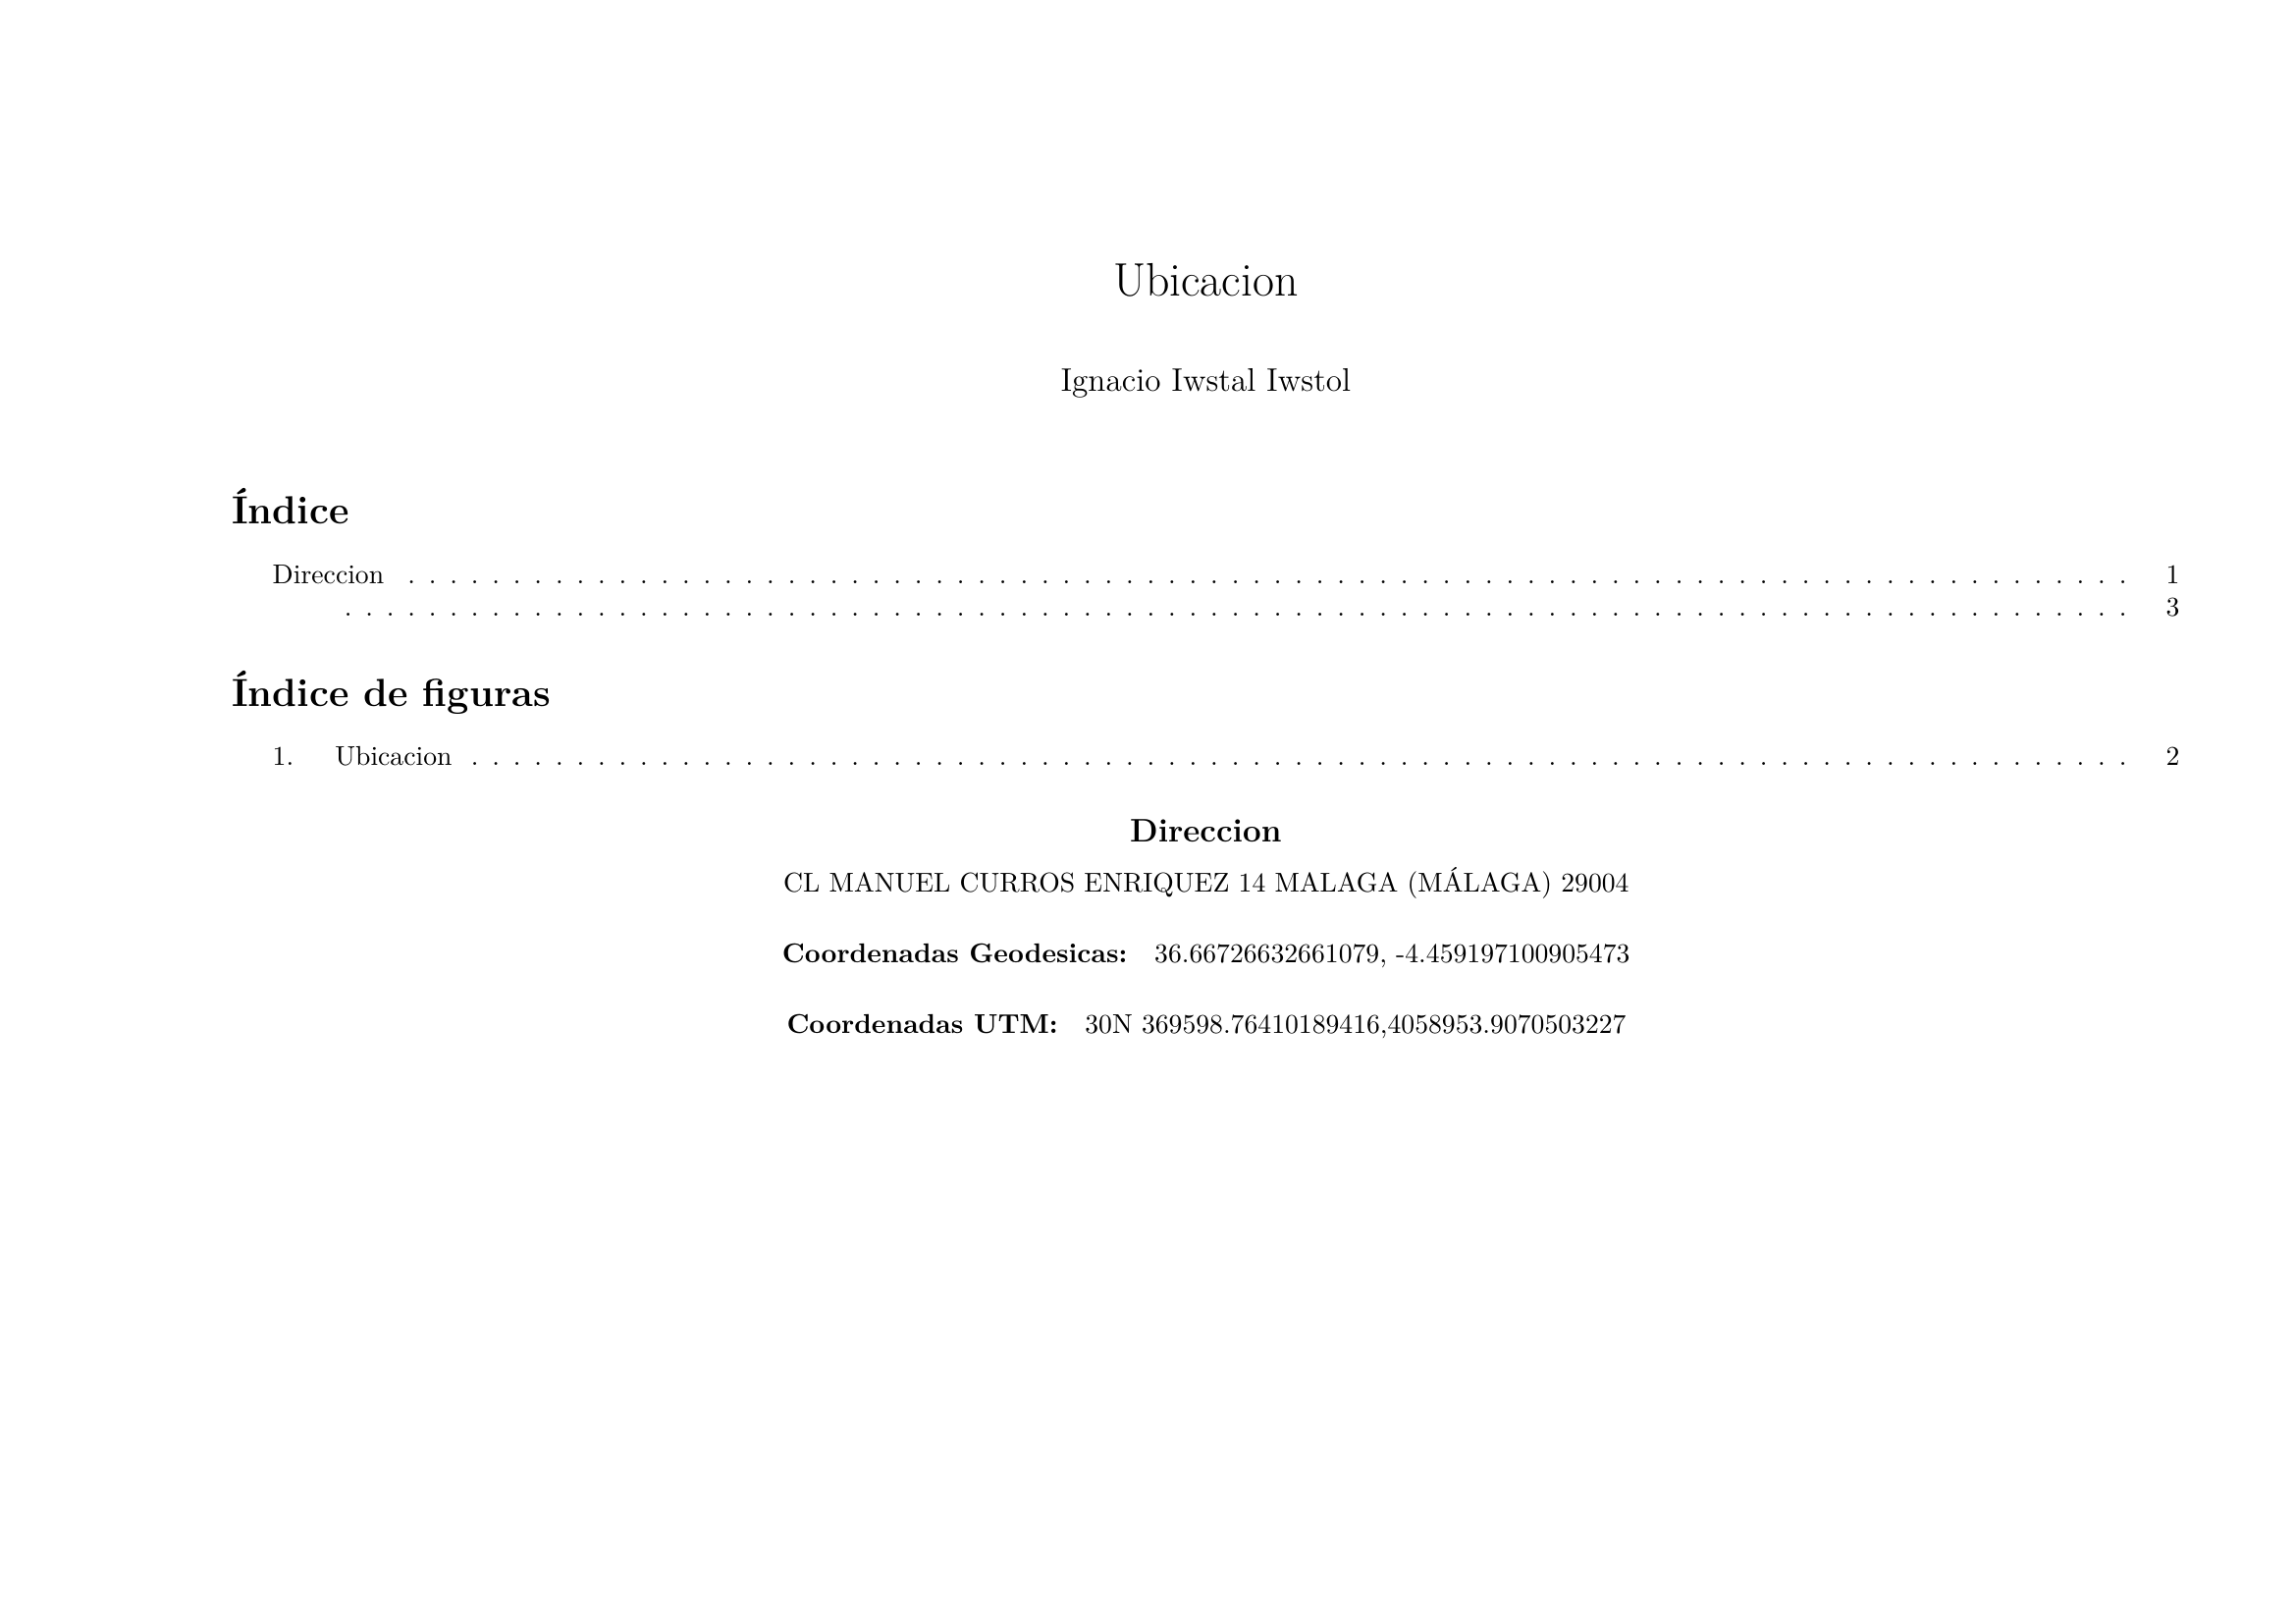 Ubicacion
Ignacio Iwstal Iwstol
Índice
Direccion . . . . . . . . . . . . . . . . . . . . . . . . . . . . . . . . . . . . . . . . . . . . . . . . . . . . . . . . . . . . . . . . . . . . . . . . . . . . . . . . . . 1
. . . . . . . . . . . . . . . . . . . . . . . . . . . . . . . . . . . . . . . . . . . . . . . . . . . . . . . . . . . . . . . . . . . . . . . . . . . . . . . . . . . . . 3
Índice de figuras
1. Ubicacion . . . . . . . . . . . . . . . . . . . . . . . . . . . . . . . . . . . . . . . . . . . . . . . . . . . . . . . . . . . . . . . . . . . . . . . . . . . . . . . 2
Direccion
CL MANUEL CURROS ENRIQUEZ 14 MALAGA (MÁLAGA) 29004
Coordenadas Geodesicas: 36.66726632661079, -4.459197100905473
Coordenadas UTM: 30N 369598.76410189416,4058953.9070503227